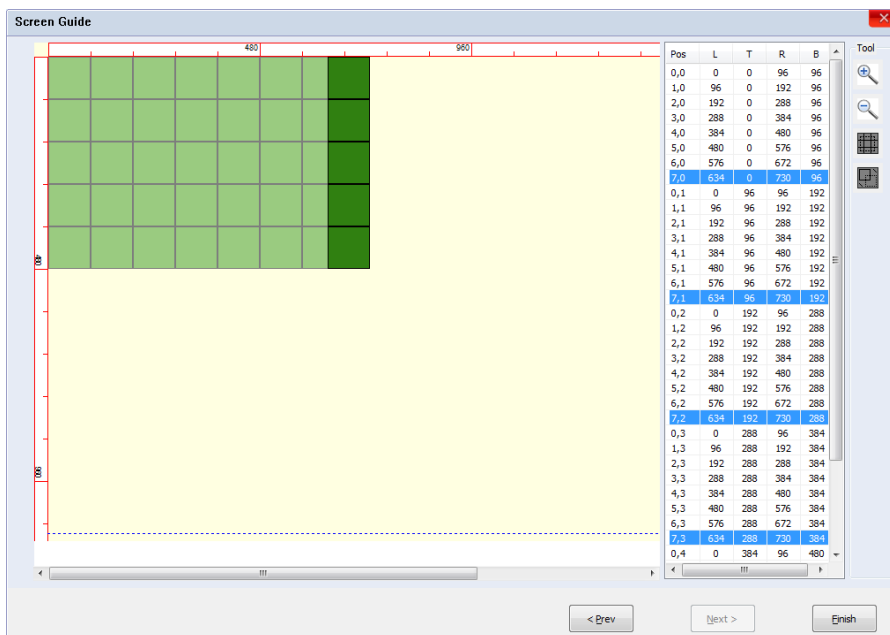 Screen Guide
480
960
480
960
Pos L T R B
0,0 0 0 96 96
1,0 96 0 192 96
2,0 192 0 288 96
3,0 288 0 384 96
4,0 384 0 480 96
5,0 480 0 576 96
6,0 576 0 672 96
7,0 634 0 730 96
0,1 0 96 96 192
1,1 96 96 192 192
2,1 192 96 288 192
3,1 288 96 384 192
4,1 384 96 480 192
5,1 480 96 576 192
6,1 576 96 672 192
7,1 634 96 730 192
0,2 0 192 96 288
1,2 96 192 192 288
2,2 192 192 288 288
3,2 288 192 384 288
4,2 384 192 480 288
5,2 480 192 576 288
6,2 576 192 672 288
7,2 634 192 730 288
0,3 0 288 96 384
1,3 96 288 192 384
2,3 192 288 288 384
3,3 288 288 384 384
4,3 384 288 480 384
5,3 480 288 576 384
6,3 576 288 672 384
7,3 634 288 730 384
0,4 0 384 96 480
Tool
< Prev
Next >
Finish